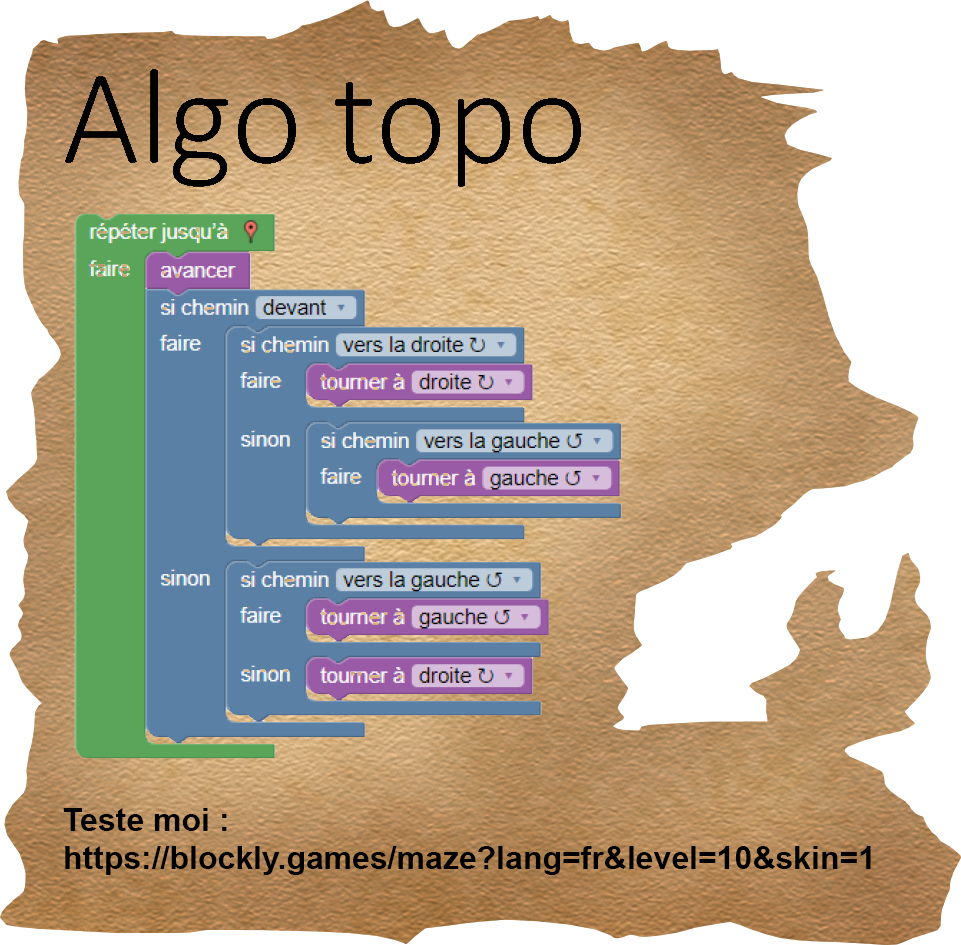 Algo topo
répéter jusqu'à
faire avancer
si chemin devant
faire si chemin vers la droite ↻
faire tourner à droite ↻
sinon si chemin vers la gauche ↺
faire tourner à gauche ↺
sinon si chemin vers la gauche ↺
faire tourner à gauche ↺
sinon tourner à droite ↻
Teste moi :
https://blockly.games/maze?lang=fr&level=10&skin=1